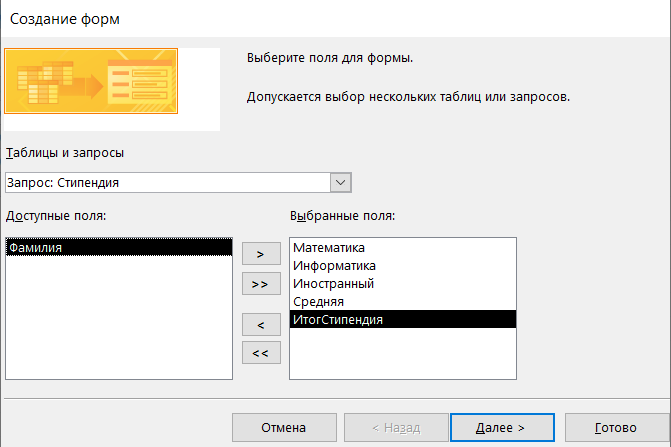 Создание форм
Выберите поля для формы.
Допускается выбор нескольких таблиц или запросов.
Таблицы и запросы
Запрос: Стипендия
Доступные поля:
Выбранные поля:
Фамилия
>
>>
<
<<
Математика
Информатика
Иностранный
Средняя
ИтогСтипендия
Отмена
< Назад
Далее >
Готово